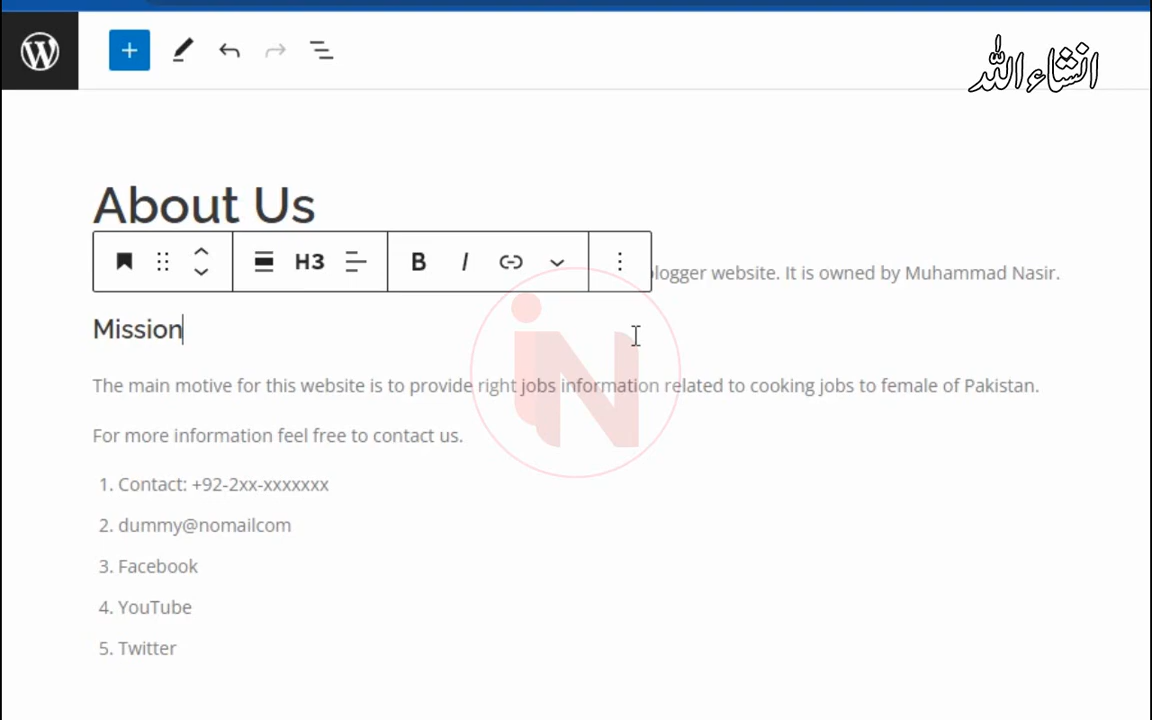 انشاءالله
About Us
H3 B I
blogger website. It is owned by Muhammad Nasir.
Mission
The main motive for this website is to provide right jobs information related to cooking jobs to female of Pakistan.
For more information feel free to contact us.
1. Contact: +92-2xx-xxxxxxx
2. dummy@nomailcom
3. Facebook
4. YouTube
5. Twitter
iN